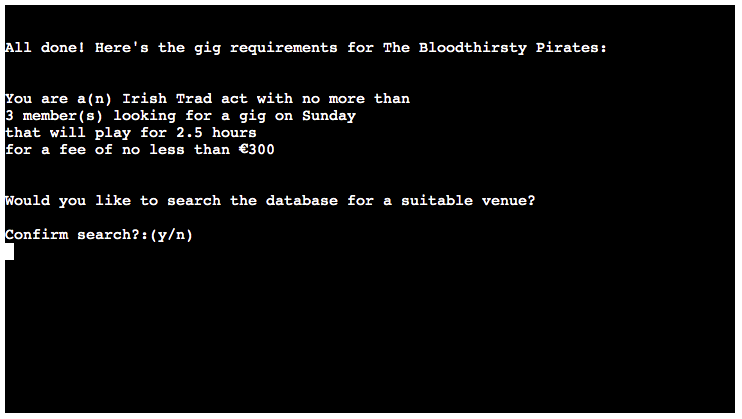 All done! Here's the gig requirements for The Bloodthirsty Pirates:
You are a(n) Irish Trad act with no more than
3 member(s) looking for a gig on Sunday
that will play for 2.5 hours
for a fee of no less than €300
Would you like to search the database for a suitable venue?
Confirm search?:(y/n)